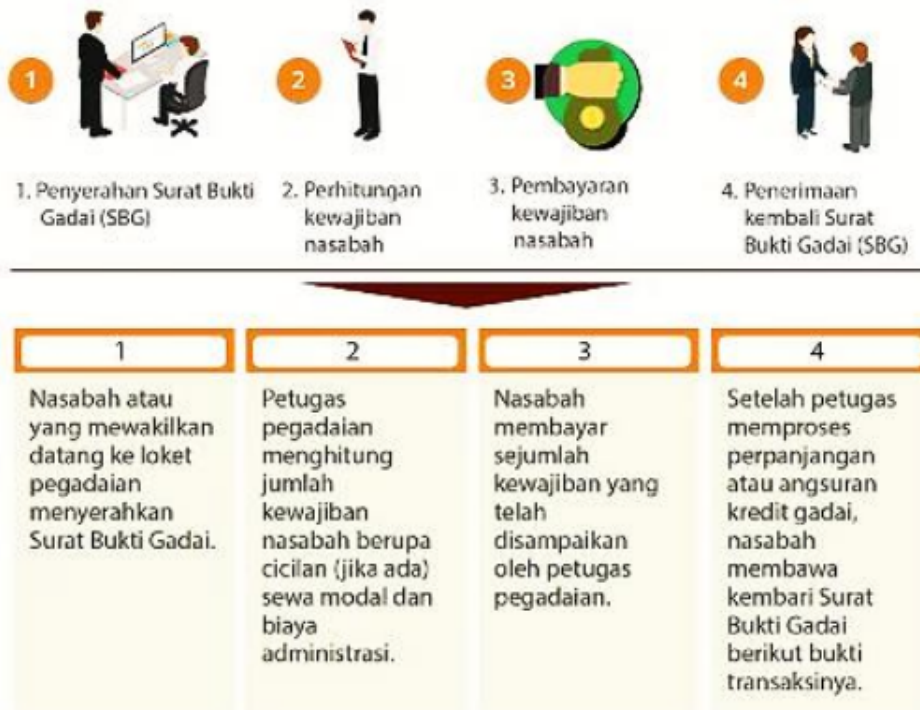 1
2
3
4
1. Penyerahan Surat Bukti
Gadai (SBG)
2. Perhitungan
kewajiban
nasabah
3. Pembayaran
kewajiban
nasabah
4. Penerimaan
kembali Surat
Bukti Gadai (SBG)
1
Nasabah atau
yang mewakilkan
datang ke loket
pegadaian
menyerahkan
Surat Bukti Gadai.
2
Petugas
pegadaian
menghitung
jumlah
kewajiban
nasabah berupa
cicilan (jika ada)
sewa modal dan
biaya
administrasi.
3
Nasabah
membayar
sejumlah
kewajiban yang
telah
disampaikan
oleh petugas
pegadaian.
4
Setelah petugas
memproses
perpanjangan
atau angsuran
kredit gadai,
nasabah
membawa
kembari Surat
Bukti Gadai
berikut bukti
transaksinya.